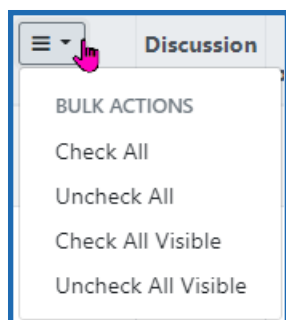 Discussion
BULK ACTIONS
Check All
Uncheck All
Check All Visible
Uncheck All Visible